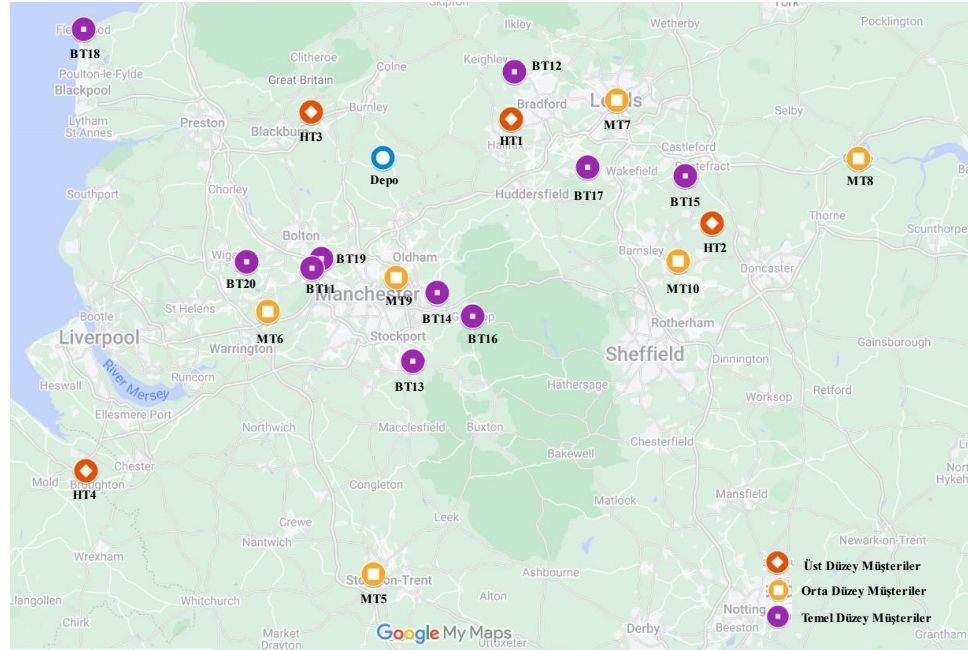 Skipton
Ilkley
Wetherby
York
Pocklington
Fleetwood
BT18
Clitheroe
Colne
Keighley
BT12
Poulton-le-Fylde
Great Britain
Bradford
Leeds
Blackpool
Burnley
MT7
Selby
Lytham
St Annes
Preston
Blackburn
HT3
HT1
Halifax
Castleford
Pontefract
Depo
Wakefield
MT8
Southport
Chorley
Huddersfield
BT17
BT15
Thorne
Scunthorpe
Bolton
Oldham
Barnsley
HT2
Doncaster
Wigan
BT20
BT19
BT11
MT10
Manchester
MT9
BT14
Bootle
St Helens
MT6
BT16
Rotherham
Liverpool
Warrington
Stockport
Sheffield
Gainsborough
BT13
Dinnington
Heswall
River Mersey
Runcorn
Hathersage
Worksop
Retford
Ellesmere Port
Northwich
Macclesfield
Buxton
Chesterfield
Mold
Broughton
Chester
Bakewell
HT4
Congleton
Matlock
Mansfield
Crewe
Leek
Wrexham
Nantwich
Newark-on-Trent
Üst Düzey Müşteriler
Stoke-on-Trent
Ashbourne
Llangollen
Whitchurch
MT5
Alton
Orta Düzey Müşteriler
Notting
Temel Düzey Müşteriler
Chirk
Market
Drayton
Google My Maps
Uttoxeter
Derby
Beeston
Grantham